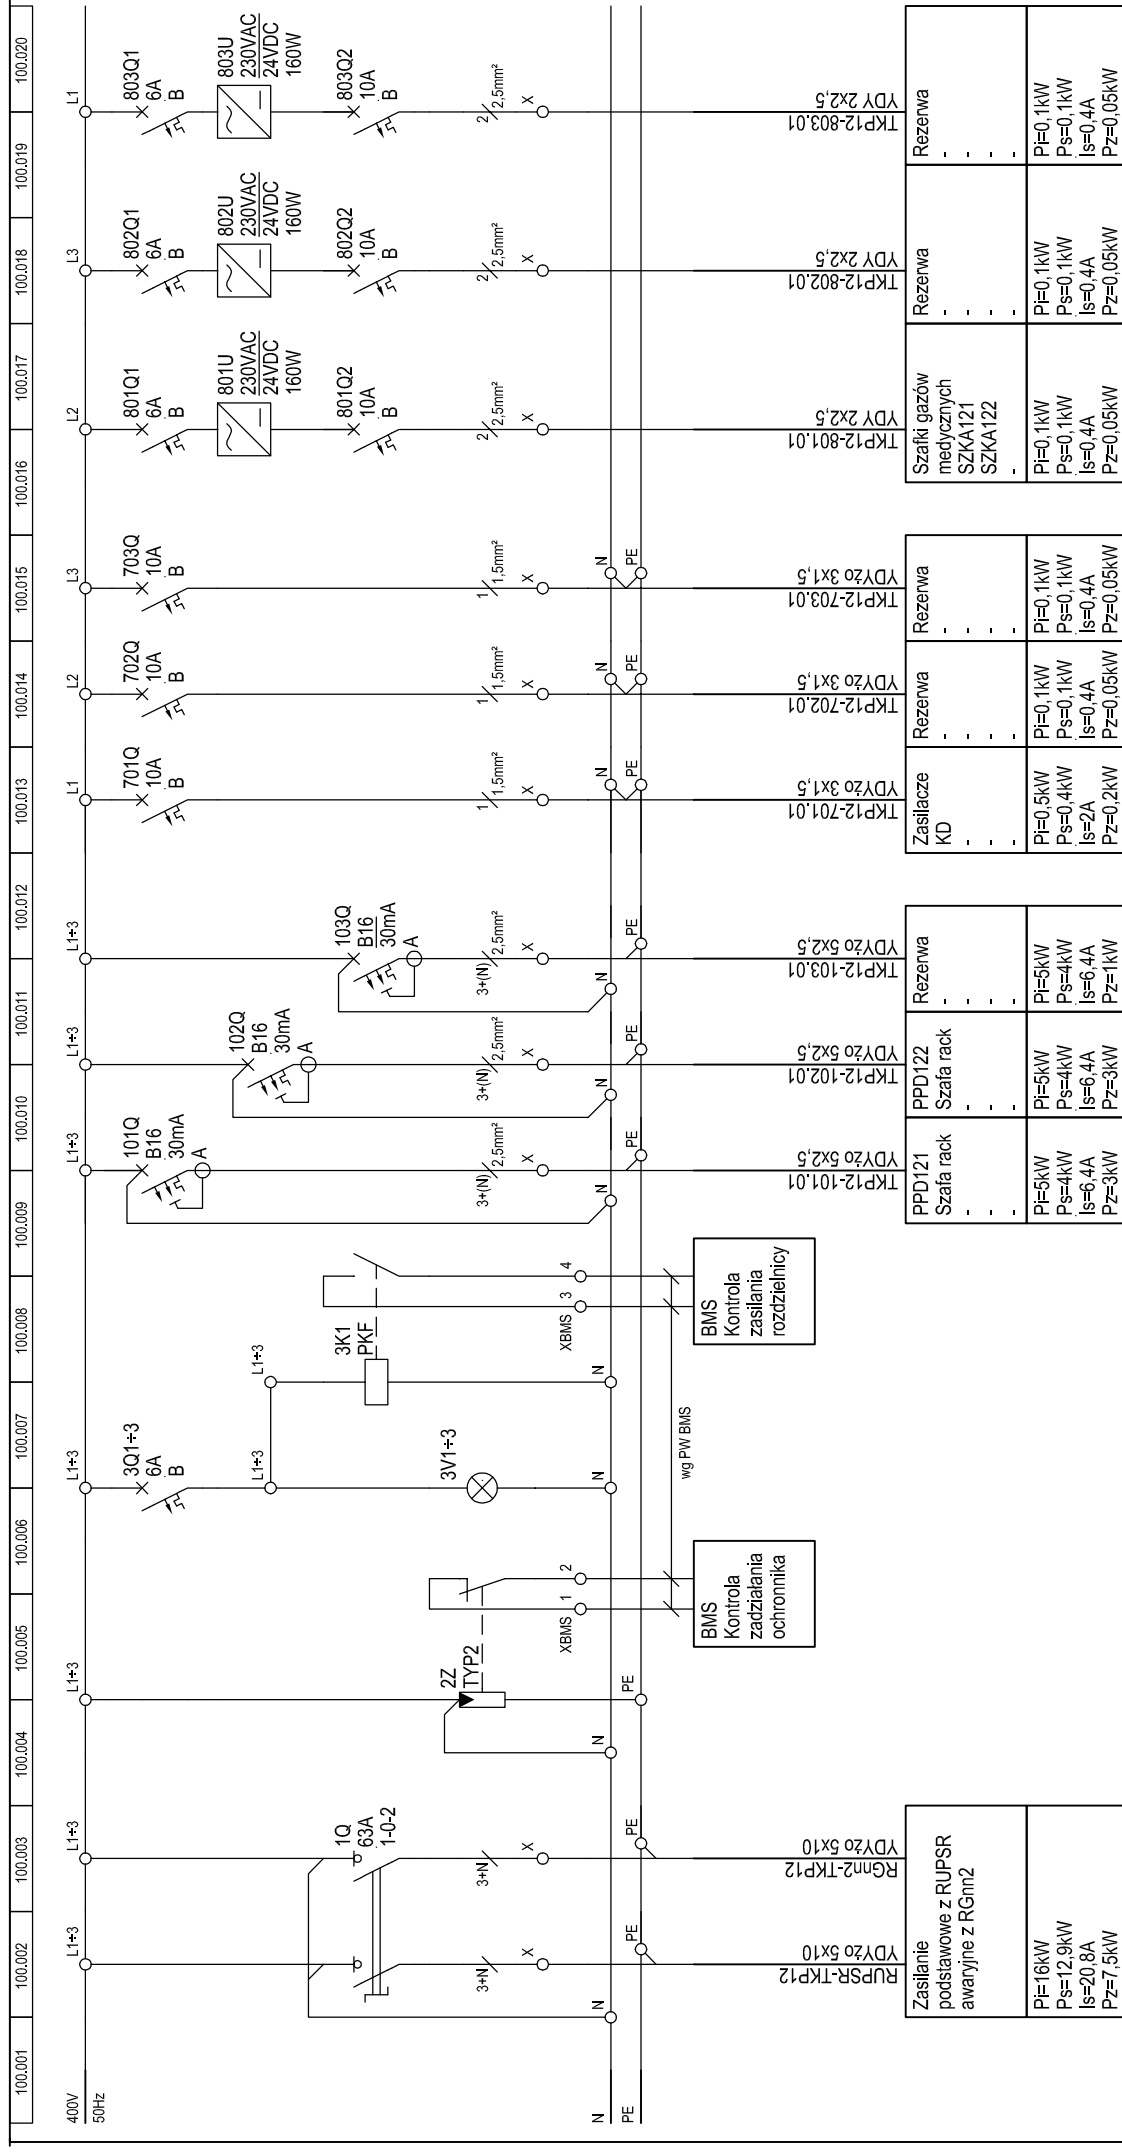 100.001
100.002
100.003
100.004
100.005
100.006
100.007
100.008
100.009
100.010
100.011
100.012
100.013
100.014
100.015
100.016
100.017
100.018
100.019
100.020
400V
50Hz
N
PE
L1÷3
L1÷3
1Q
63A
1-0-2
3+N
X
3+N
X
N
PE
PE
RUPSR-TKP12
YDYżo 5x10
RGnn2-TKP12
YDYżo 5x10
Zasilanie
podstawowe z RUPSR
awaryjne z RGnn2
Pi=16kW
Ps=12,9kW
Is=20,8A
Pz=7,5kW
L1÷3
2Z
TYP2
N
PE
XBMS
1
2
BMS
Kontrola
zadziałania
ochronnika
wg PW BMS
L1÷3
3Q1÷3
6A
B
L1÷3
L1÷3
3V1÷3
N
3K1
PKF
N
XBMS
3
4
BMS
Kontrola
zasilania
rozdzielnicy
L1÷3
101Q
B16
30mA
A
3+(N)
2,5mm²
X
N
PE
TKP12-101.01
YDYżo 5x2,5
PPD121
Szafa rack
.
.
.
Pi=5kW
Ps=4kW
Is=6,4A
Pz=3kW
L1÷3
102Q
B16
30mA
A
3+(N)
2,5mm²
X
N
PE
TKP12-102.01
YDYżo 5x2,5
PPD122
Szafa rack
.
.
.
Pi=5kW
Ps=4kW
Is=6,4A
Pz=3kW
L1÷3
103Q
B16
30mA
A
3+(N)
2,5mm²
X
N
PE
TKP12-103.01
YDYżo 5x2,5
Rezerwa
.
.
.
.
Pi=5kW
Ps=4kW
Is=6,4A
Pz=1kW
L1
701Q
10A
B
1
1,5mm²
X
N
PE
TKP12-701.01
YDYżo 3x1,5
Zasilacze
KD
.
.
.
Pi=0,5kW
Ps=0,4kW
Is=2A
Pz=0,2kW
L2
702Q
10A
B
1
1,5mm²
X
N
PE
TKP12-702.01
YDYżo 3x1,5
Rezerwa
.
.
.
.
Pi=0,1kW
Ps=0,1kW
Is=0,4A
Pz=0,05kW
L3
703Q
10A
B
1
1,5mm²
X
N
PE
TKP12-703.01
YDYżo 3x1,5
Rezerwa
.
.
.
.
Pi=0,1kW
Ps=0,1kW
Is=0,4A
Pz=0,05kW
L2
801Q1
6A
B
801U
230VAC
24VDC
160W
801Q2
10A
B
2
2,5mm²
X
TKP12-801.01
YDY 2x2,5
Szafki gazów
medycznych
SZKA121
SZKA122
.
Pi=0,1kW
Ps=0,1kW
Is=0,4A
Pz=0,05kW
L3
802Q1
6A
B
802U
230VAC
24VDC
160W
802Q2
10A
B
2
2,5mm²
X
TKP12-802.01
YDY 2x2,5
Rezerwa
.
.
.
.
Pi=0,1kW
Ps=0,1kW
Is=0,4A
Pz=0,05kW
L1
803Q1
6A
B
803U
230VAC
24VDC
160W
803Q2
10A
B
2
2,5mm²
X
TKP12-803.01
YDY 2x2,5
Rezerwa
.
.
.
.
Pi=0,1kW
Ps=0,1kW
Is=0,4A
Pz=0,05kW